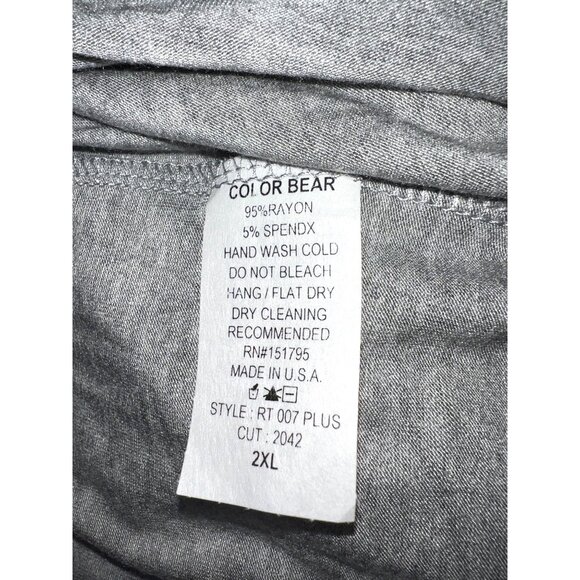 COLOR BEAR
95%RAYON
5% SPENDX
HAND WASH COLD
DO NOT BLEACH
HANG / FLAT DRY
DRY CLEANING
RECOMMENDED
RN#151795
MADE IN U.S.A.
STYLE : RT 007 PLUS
CUT : 2042
2XL